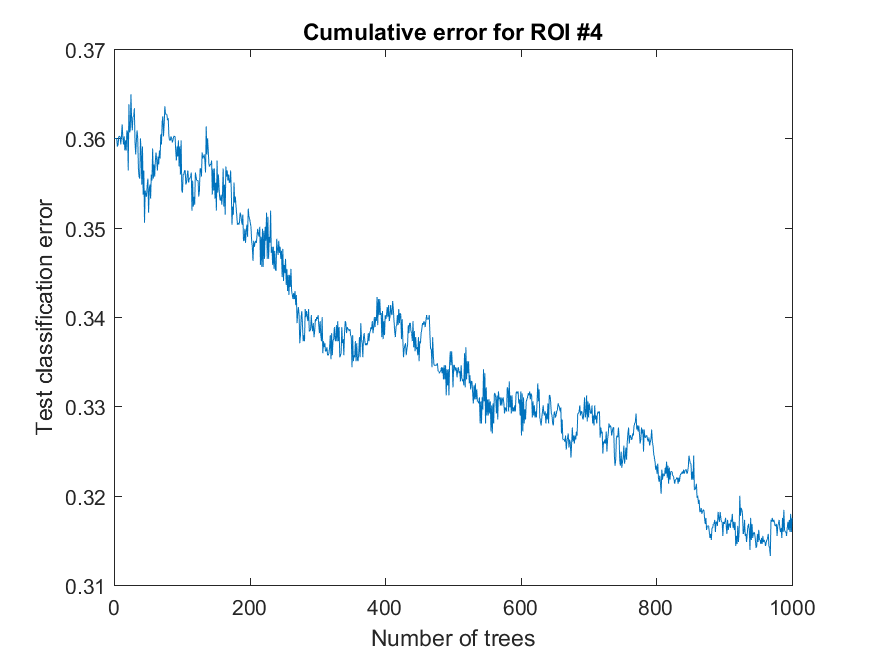 Cumulative error for ROI #4
0.37
0.36
0.35
0.34
0.33
0.32
0.31
Test classification error
0 200 400 600 800 1000
Number of trees